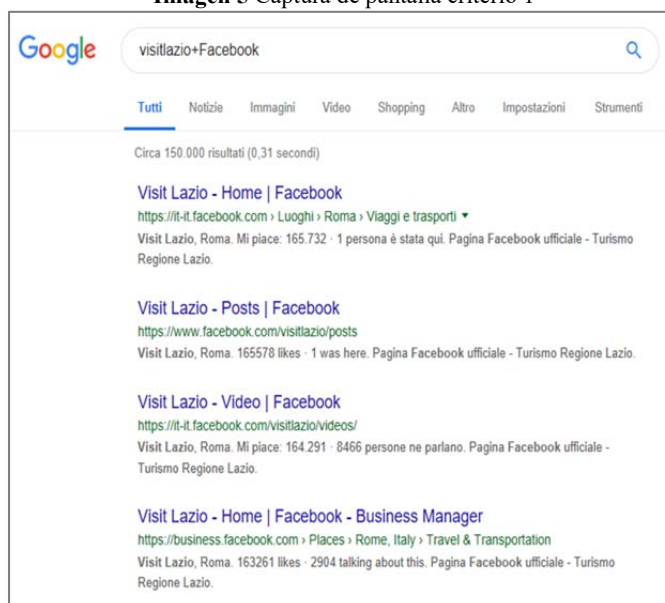 Imagen 3 Captura de pantalla criterio 1
Google
visitlazio+Facebook
Tutti Notizie Immagini Video Shopping Altro Impostazioni Strumenti
Circa 150.000 risultati (0,31 secondi)
Visit Lazio - Home | Facebook
https://it-it.facebook.com › Luoghi › Roma › Viaggi e trasporti ▼
Visit Lazio, Roma. Mi piace: 165.732 · 1 persona è stata qui. Pagina Facebook ufficiale - Turismo
Regione Lazio.
Visit Lazio - Posts | Facebook
https://www.facebook.com/visitlazio/posts
Visit Lazio, Roma. 165578 likes · 1 was here. Pagina Facebook ufficiale - Turismo Regione Lazio.
Visit Lazio - Video | Facebook
https://it-it.facebook.com/visitlazio/videos/
Visit Lazio, Roma. Mi piace: 164.291 · 8466 persone ne parlano. Pagina Facebook ufficiale -
Turismo Regione Lazio.
Visit Lazio - Home | Facebook - Business Manager
https://business.facebook.com › Places › Rome, Italy › Travel & Transportation
Visit Lazio, Roma. 163261 likes · 2904 talking about this. Pagina Facebook ufficiale - Turismo
Regione Lazio.